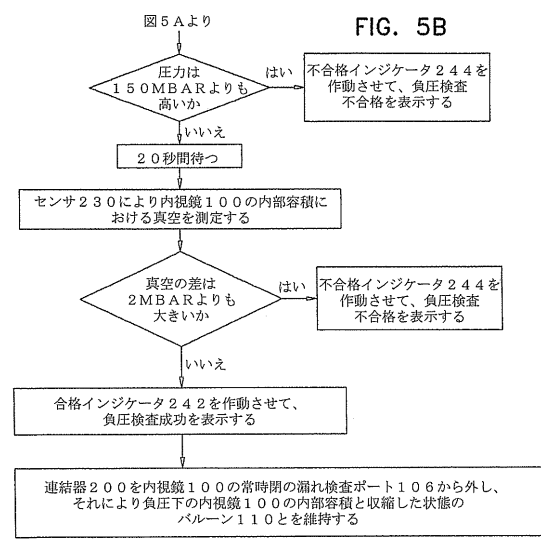 図5Aより
FIG. 5B
圧力は
150MBARよりも
高いか
はい
不合格インジケータ244を
作動させて、負圧検査
不合格を表示する
いいえ
20秒間待つ
センサ230により内視鏡100の内部容積に
おける真空を測定する
真空の差は
2MBARよりも
大きいか
はい
不合格インジケータ244を
作動させて、負圧検査
不合格を表示する
いいえ
合格インジケータ242を作動させて、
負圧検査成功を表示する
連結器200を内視鏡100の常時閉の漏れ検査ポート106から外し、
それにより負圧下の内視鏡100の内部容積と収縮した状態の
バルーン110とを維持する